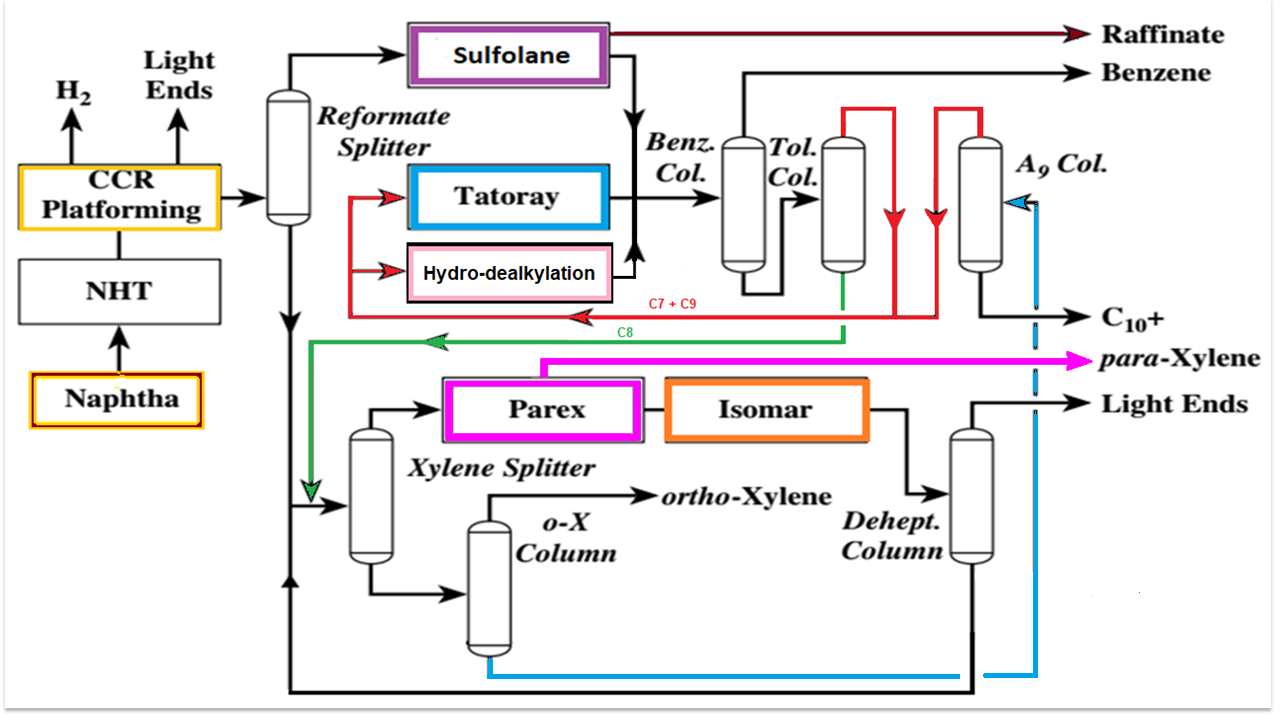 Sulfolane
Raffinate
Benzene
Light
Ends
H2
Reformate
Splitter
Benz.
Col.
Tol.
Col.
A9 Col.
CCR
Platforming
Tatoray
Hydro-dealkylation
NHT
C7 + C9
C10+
C8
para-Xylene
Naphtha
Parex
Isomar
Light Ends
Xylene Splitter
ortho-Xylene
o-X
Column
Dehept.
Column